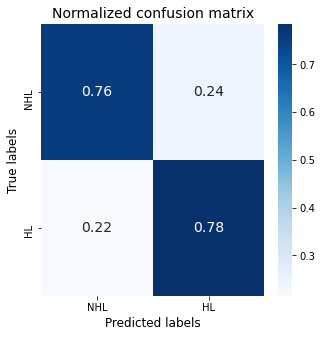 Normalized confusion matrix
True labels
NHL
0.76 0.24
HL
0.22 0.78
NHL HL
Predicted labels
0.7
0.6
0.5
0.4
0.3